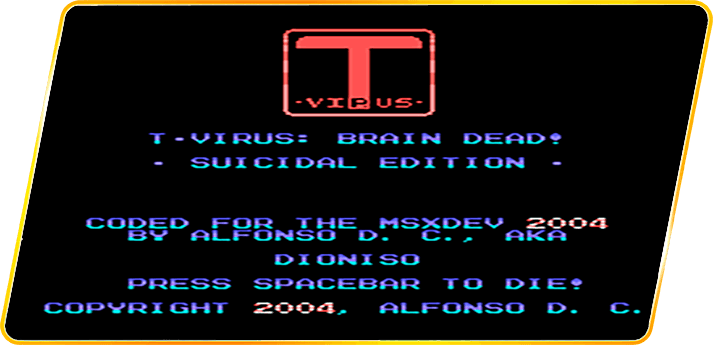 T
·VIRUS·
T-VIRUS: BRAIN DEAD!
· SUICIDAL EDITION ·
CODED FOR THE MSXDEV 2004
BY ALFONSO D. C., AKA
DIONISO
PRESS SPACEBAR TO DIE!
COPYRIGHT 2004, ALFONSO D. C.